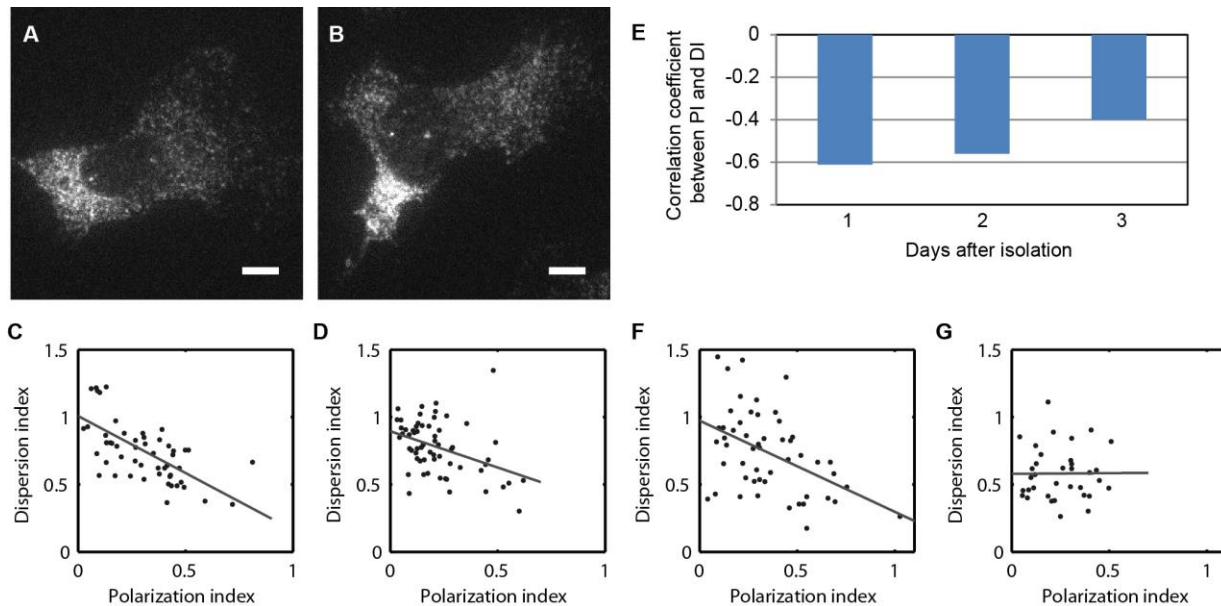 A
B
E
Correlation coefficient
between PI and DI
0
-0.2
-0.4
-0.6
-0.8
1 2 3
Days after isolation
C
Dispersion index
1.5
1
0.5
0
0 0.5 1
Polarization index
D
Dispersion index
1.5
1
0.5
0
0 0.5 1
Polarization index
F
Dispersion index
1.5
1
0.5
0
0 0.5 1
Polarization index
G
Dispersion index
1.5
1
0.5
0
0 0.5 1
Polarization index